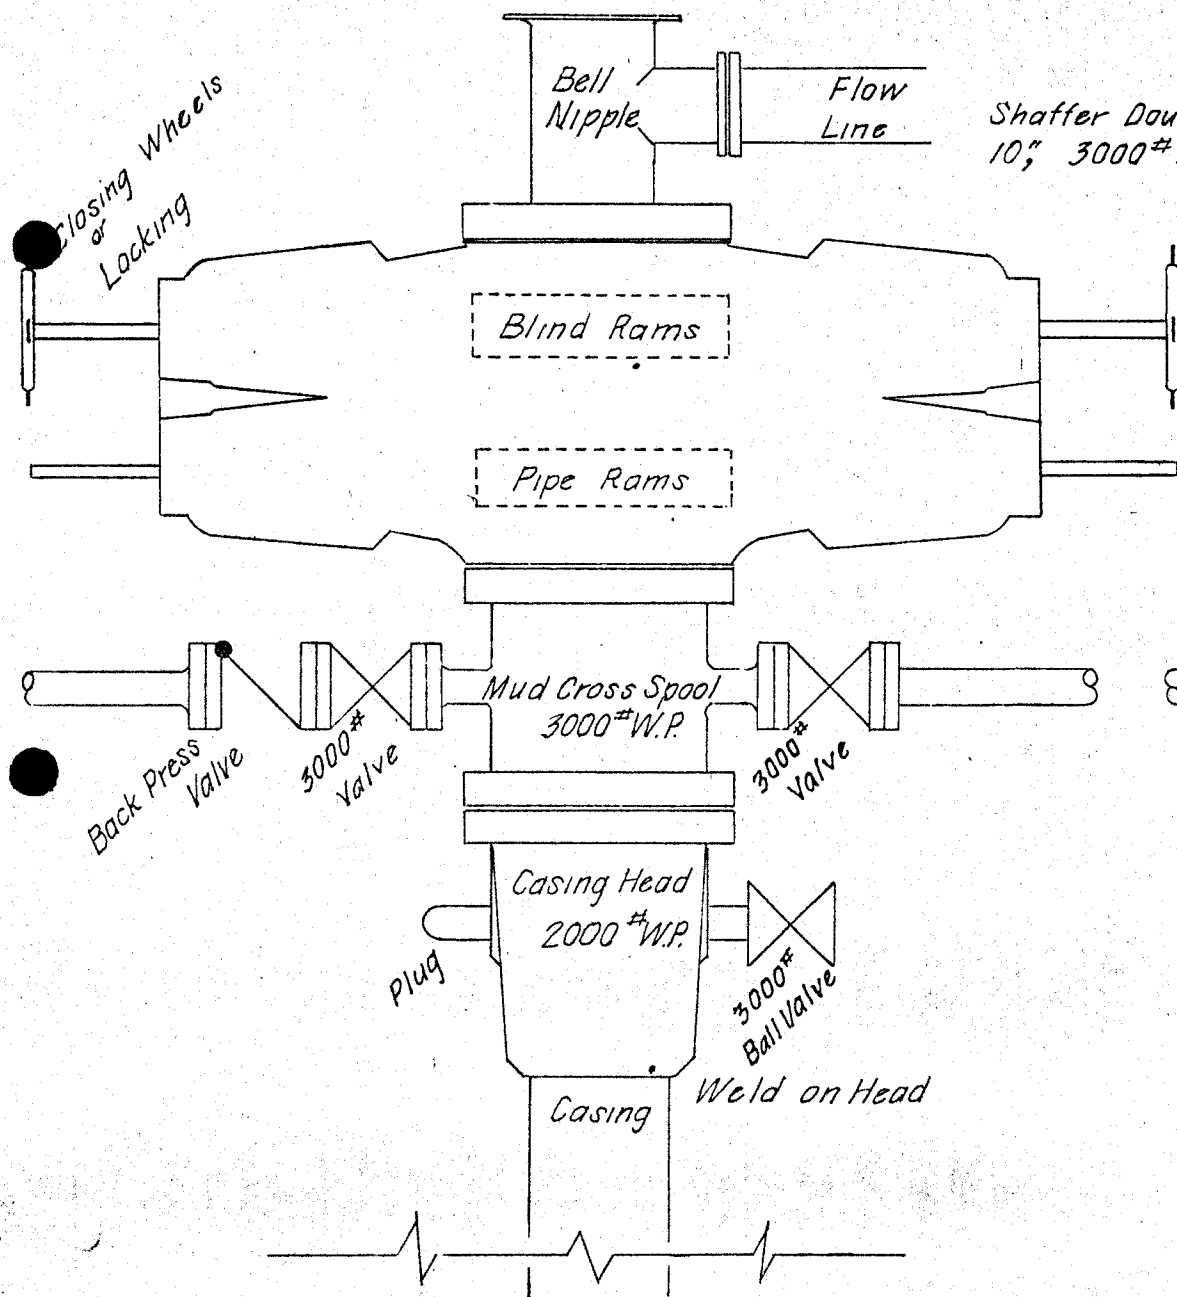 Bell
Nipple
Flow
Line
Shaffer Dou
10", 3000#
Closing Wheels
or
Locking
Blind Rams
Pipe Rams
Mud Cross Spool
3000# W.P.
Back Press
Valve
3000#
Valve
3000#
Valve
Casing Head
2000# W.P.
Plug
3000#
Ball Valve
Weld on Head
Casing